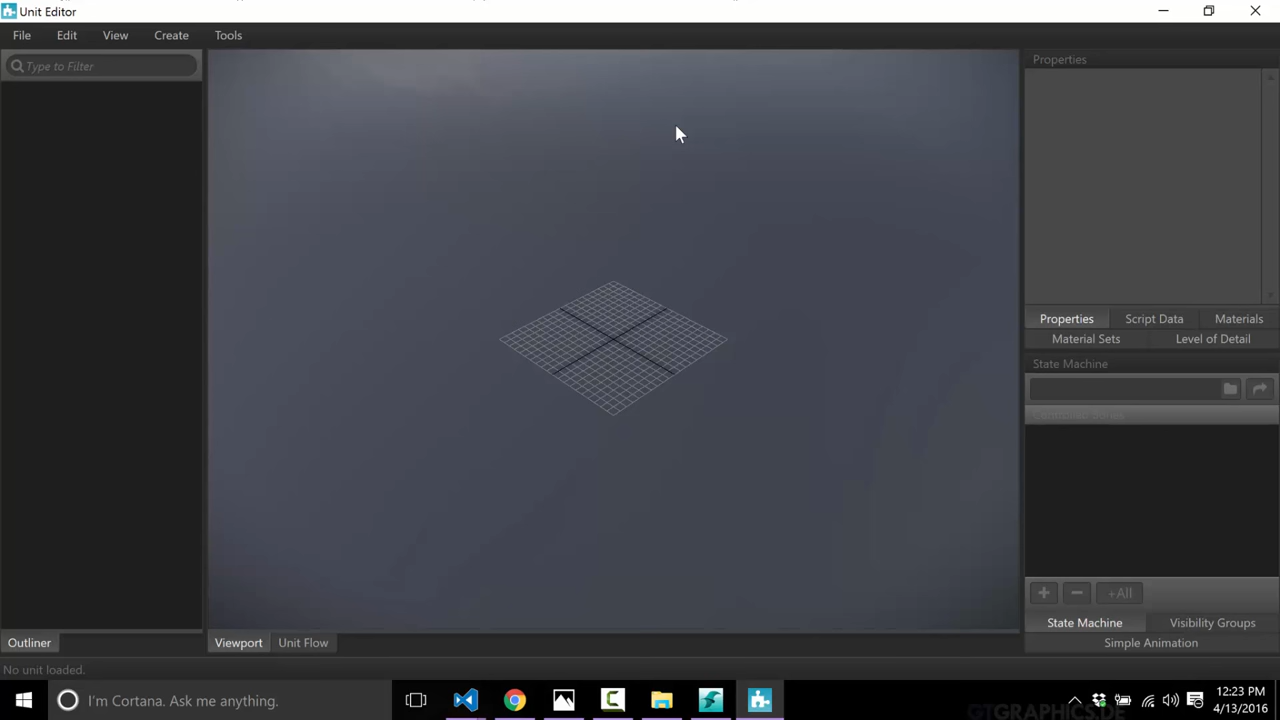 Unit Editor
File Edit View Create Tools
Type to Filter
Properties
Properties Script Data Materials
Material Sets Level of Detail
State Machine
+All
State Machine Visibility Groups
Simple Animation
Outliner
Viewport Unit Flow
No unit loaded.
I'm Cortana. Ask me anything.
12:23 PM
4/13/2016
GTGRAPHICS.DE